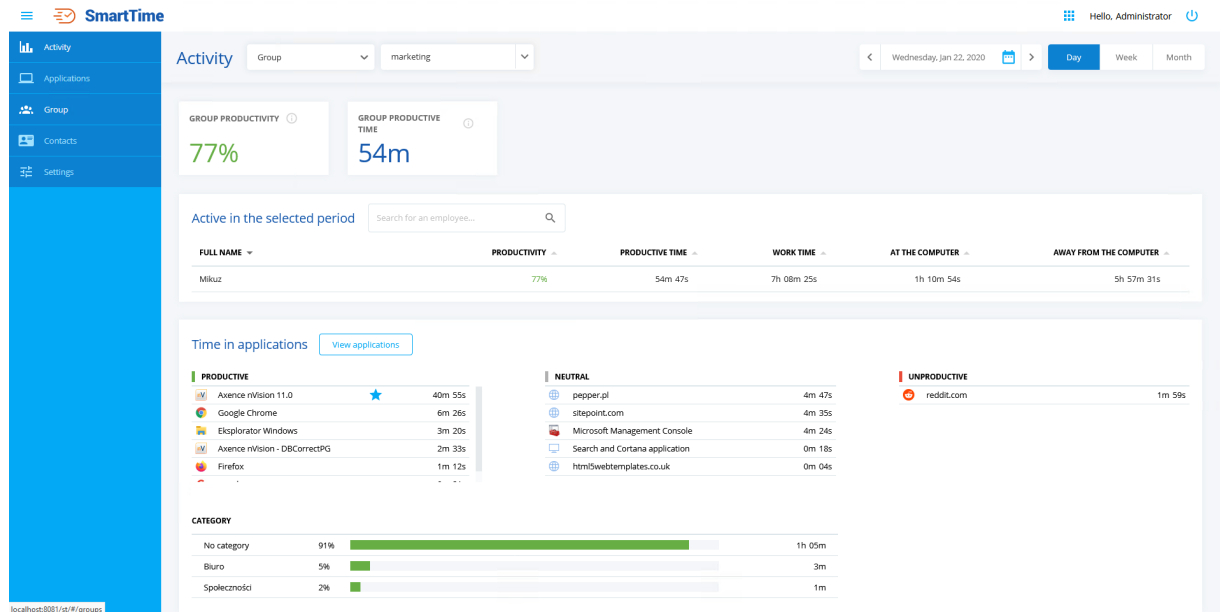 SmartTime
Hello, Administrator
Activity
Applications
Group
Contacts
Settings
Activity
Group
marketing
Wednesday, Jan 22, 2020
Day
Week
Month
GROUP PRODUCTIVITY
77%
GROUP PRODUCTIVE
TIME
54m
Active in the selected period
Search for an employee...
FULL NAME PRODUCTIVITY PRODUCTIVE TIME WORK TIME AT THE COMPUTER AWAY FROM THE COMPUTER
Mikuz 77% 54m 47s 7h 08m 25s 1h 10m 54s 5h 57m 31s
Time in applications
View applications
PRODUCTIVE
Axence nVision 11.0 40m 55s
Google Chrome 6m 26s
Eksplorator Windows 3m 20s
Axence nVision - DBCorrectPG 2m 33s
Firefox 1m 12s
NEUTRAL
pepper.pl 4m 47s
sitepoint.com 4m 35s
Microsoft Management Console 4m 24s
Search and Cortana application 0m 18s
html5webtemplates.co.uk 0m 04s
UNPRODUCTIVE
reddit.com 1m 59s
CATEGORY
No category 91% 1h 05m
Biuro 5% 3m
Społeczności 2% 1m
localhost:8081/st/#/groups